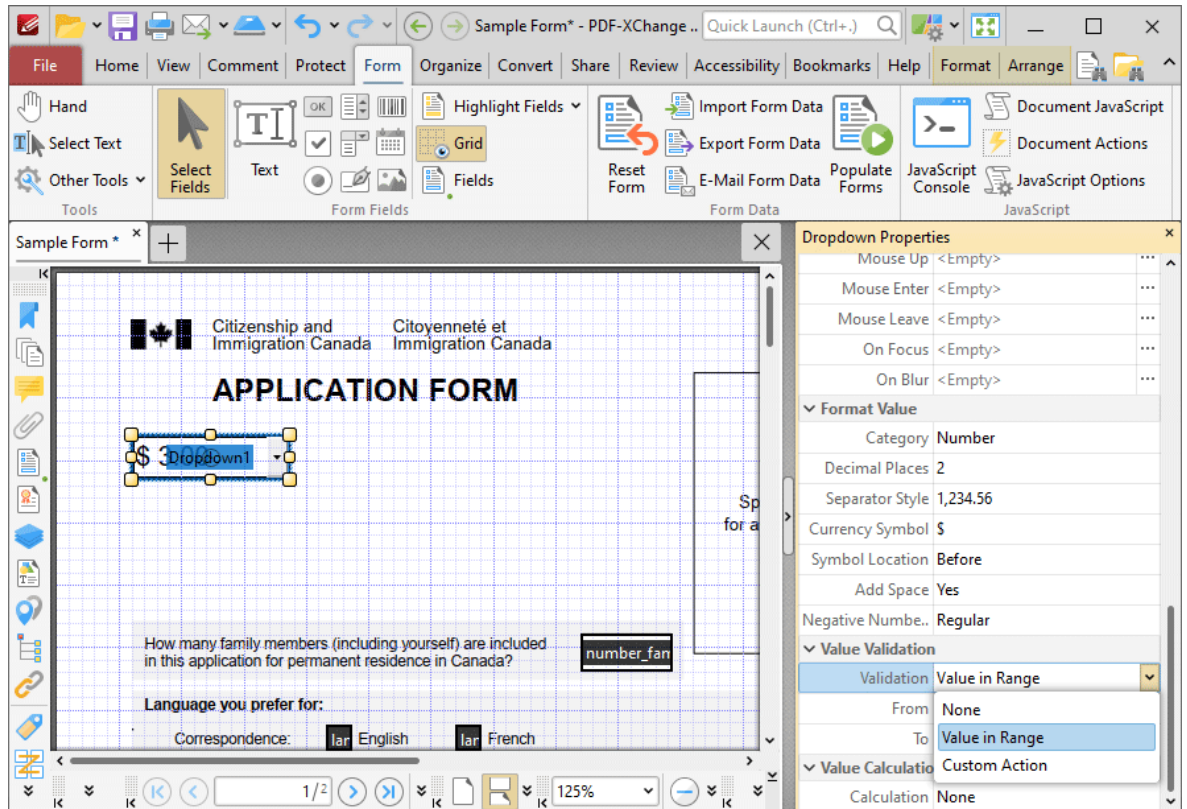 Sample Form* - PDF-XChange ..
Quick Launch (Ctrl+.)
File Home View Comment Protect Form Organize Convert Share Review Accessibility Bookmarks Help Format Arrange
Hand
Select Text
Other Tools
Tools
Select Fields
Text
OK
Highlight Fields
Grid
Fields
Form Fields
Reset Form
Import Form Data
Export Form Data
E-Mail Form Data
Populate Forms
Form Data
JavaScript Console
Document JavaScript
Document Actions
JavaScript Options
JavaScript
Sample Form *
Citizenship and Immigration Canada
Citoyenneté et Immigration Canada
APPLICATION FORM
$ 3.00
Dropdown1
Sp
for a
How many family members (including yourself) are included
in this application for permanent residence in Canada?
number_fan
Language you prefer for:
Correspondence: lar English lar French
1/2
125%
Dropdown Properties
Mouse Up <Empty>
Mouse Enter <Empty>
Mouse Leave <Empty>
On Focus <Empty>
On Blur <Empty>
Format Value
Category Number
Decimal Places 2
Separator Style 1,234.56
Currency Symbol $
Symbol Location Before
Add Space Yes
Negative Numbe.. Regular
Value Validation
Validation Value in Range
From
To
None
Value in Range
Custom Action
Value Calculatio
Calculation None